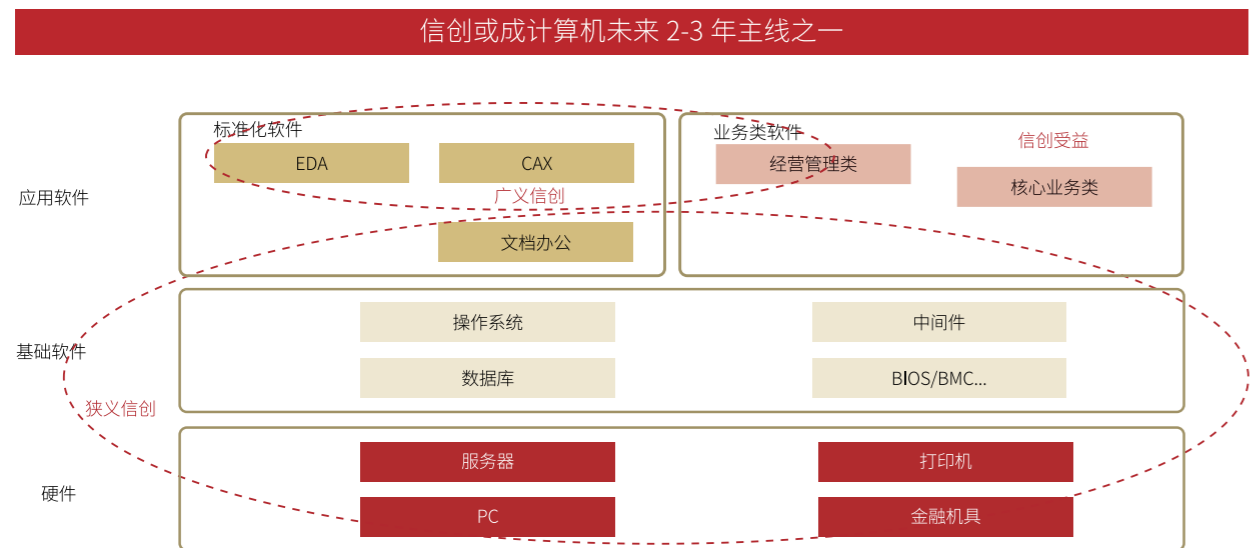 信创或成计算机未来 2-3 年主线之一
标准化软件
业务类软件
信创受益
EDA
CAX
经营管理类
核心业务类
应用软件
广义信创
文档办公
操作系统
中间件
基础软件
数据库
BIOS/BMC...
狭义信创
服务器
打印机
硬件
PC
金融机具